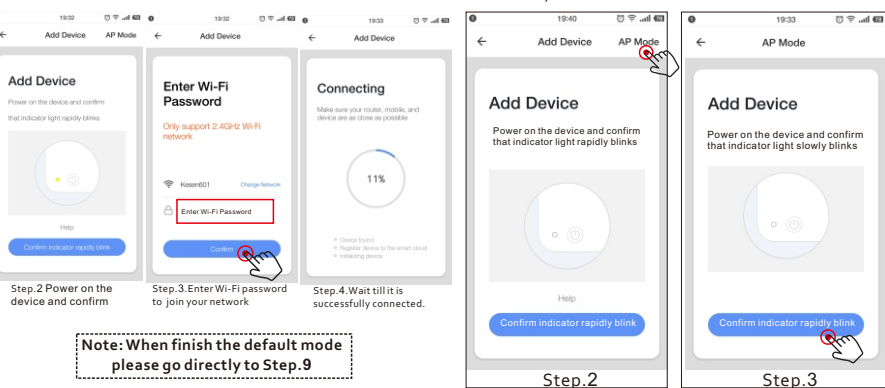 19:32
Add Device
AP Mode
Add Device
Power on the device and confirm
that indicator light rapidly blinks
Help
Confirm indicator rapidly blink
Step.2 Power on the
device and confirm
19:32
Add Device
Enter Wi-Fi
Password
Only support 2.4GHz Wi-Fi
network
Kesen601
Change Network
Enter Wi-Fi Password
Confirm
Step.3.Enter Wi-Fi password
to join your network
19:33
Add Device
Connecting
Make sure your router, mobile, and
device are as close as possible
11%
Device found
Register device to the smart cloud
Initializing device
Step.4.Wait till it is
successfully connected.
Note: When finish the default mode
please go directly to Step.9
19:40
Add Device
AP Mode
Add Device
Power on the device and confirm
that indicator light rapidly blinks
Help
Confirm indicator rapidly blink
Step.2
19:33
AP Mode
Add Device
Power on the device and confirm
that indicator light slowly blinks
Confirm indicator rapidly blink
Step.3